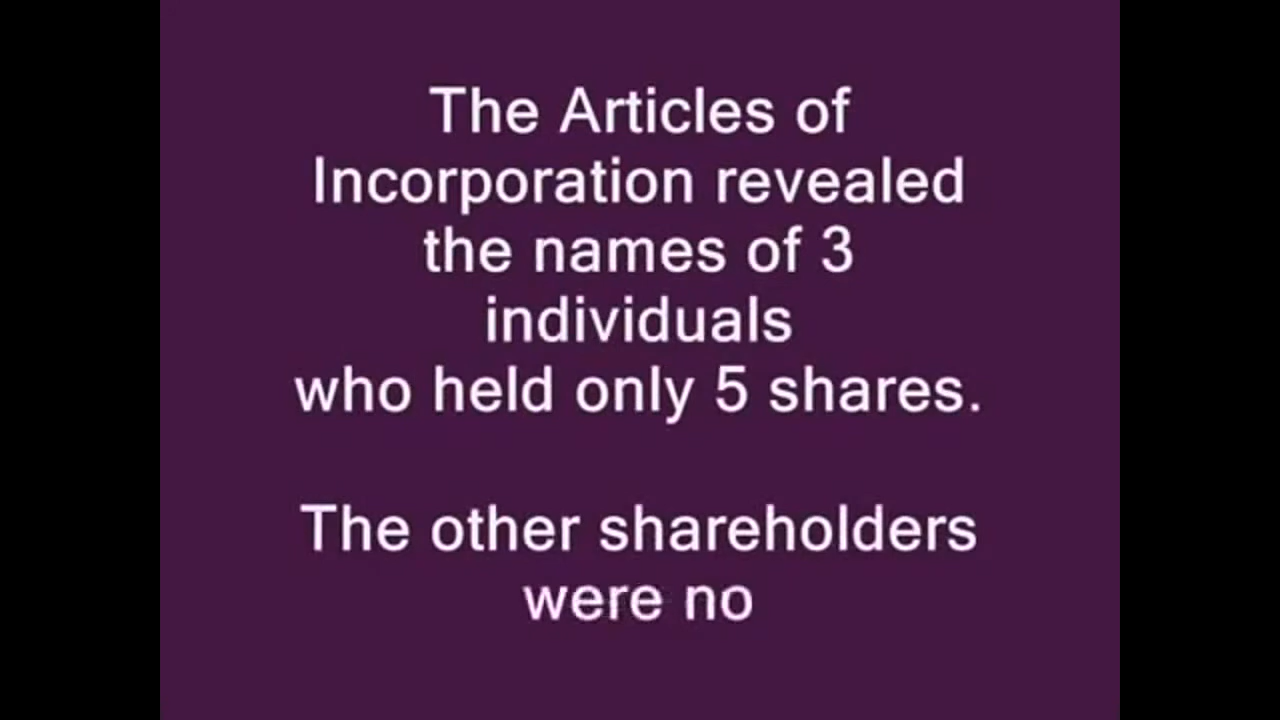 The Articles of
Incorporation revealed
the names of 3
individuals
who held only 5 shares.
The other shareholders
were no